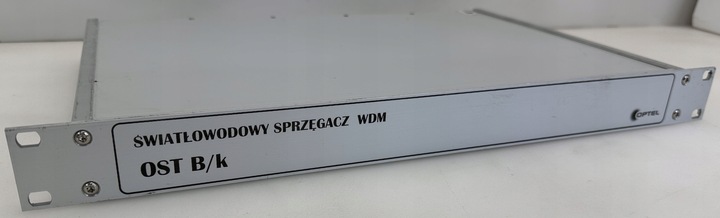 ŚWIATŁOWODOWY SPRZĘGACZ WDM
OST B/k
OPTEL